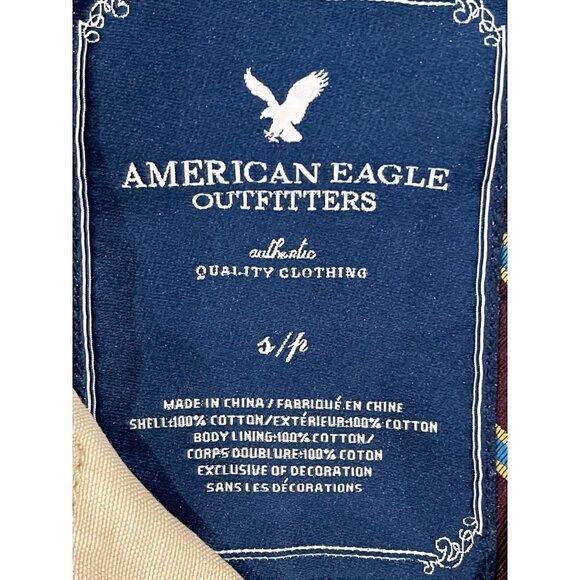 AMERICAN EAGLE
OUTFITTERS
authentic
QUALITY CLOTHING
s/p
MADE IN CHINA / FABRIQUÉ EN CHINE
SHELL:100% COTTON/EXTÉRIEUR:100% COTTON
BODY LINING:100% COTTON/
CORPS DOUBLURE:100% COTON
EXCLUSIVE OF DECORATION
SANS LES DÉCORATIONS